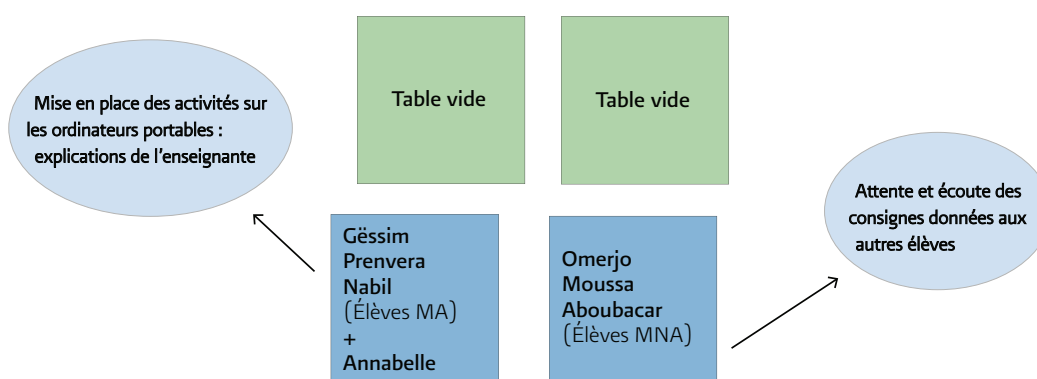 Mise en place des activités sur
les ordinateurs portables :
explications de l'enseignante
Table vide
Table vide
Attente et écoute des
consignes données aux
autres élèves
Gëssim
Prenvera
Nabil
(Élèves MA)
+
Annabelle
Omerjo
Moussa
Aboubacar
(Élèves MNA)